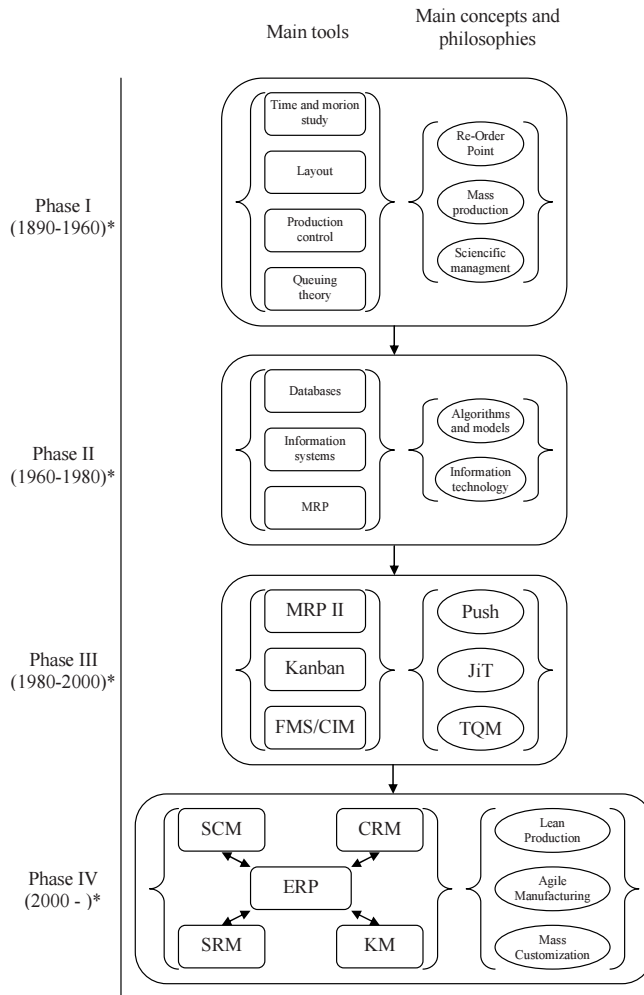 Main tools
Main concepts and
philosophies
Phase I
(1890-1960)*
Time and morion
study
Layout
Production
control
Queuing
theory
Re-Order
Point
Mass
production
Sciencific
managment
Phase II
(1960-1980)*
Databases
Information
systems
MRP
Algorithms
and models
Information
technology
Phase III
(1980-2000)*
MRP II
Kanban
FMS/CIM
Push
JiT
TQM
Phase IV
(2000 - )*
SCM
CRM
ERP
SRM
KM
Lean
Production
Agile
Manufacturing
Mass
Customization